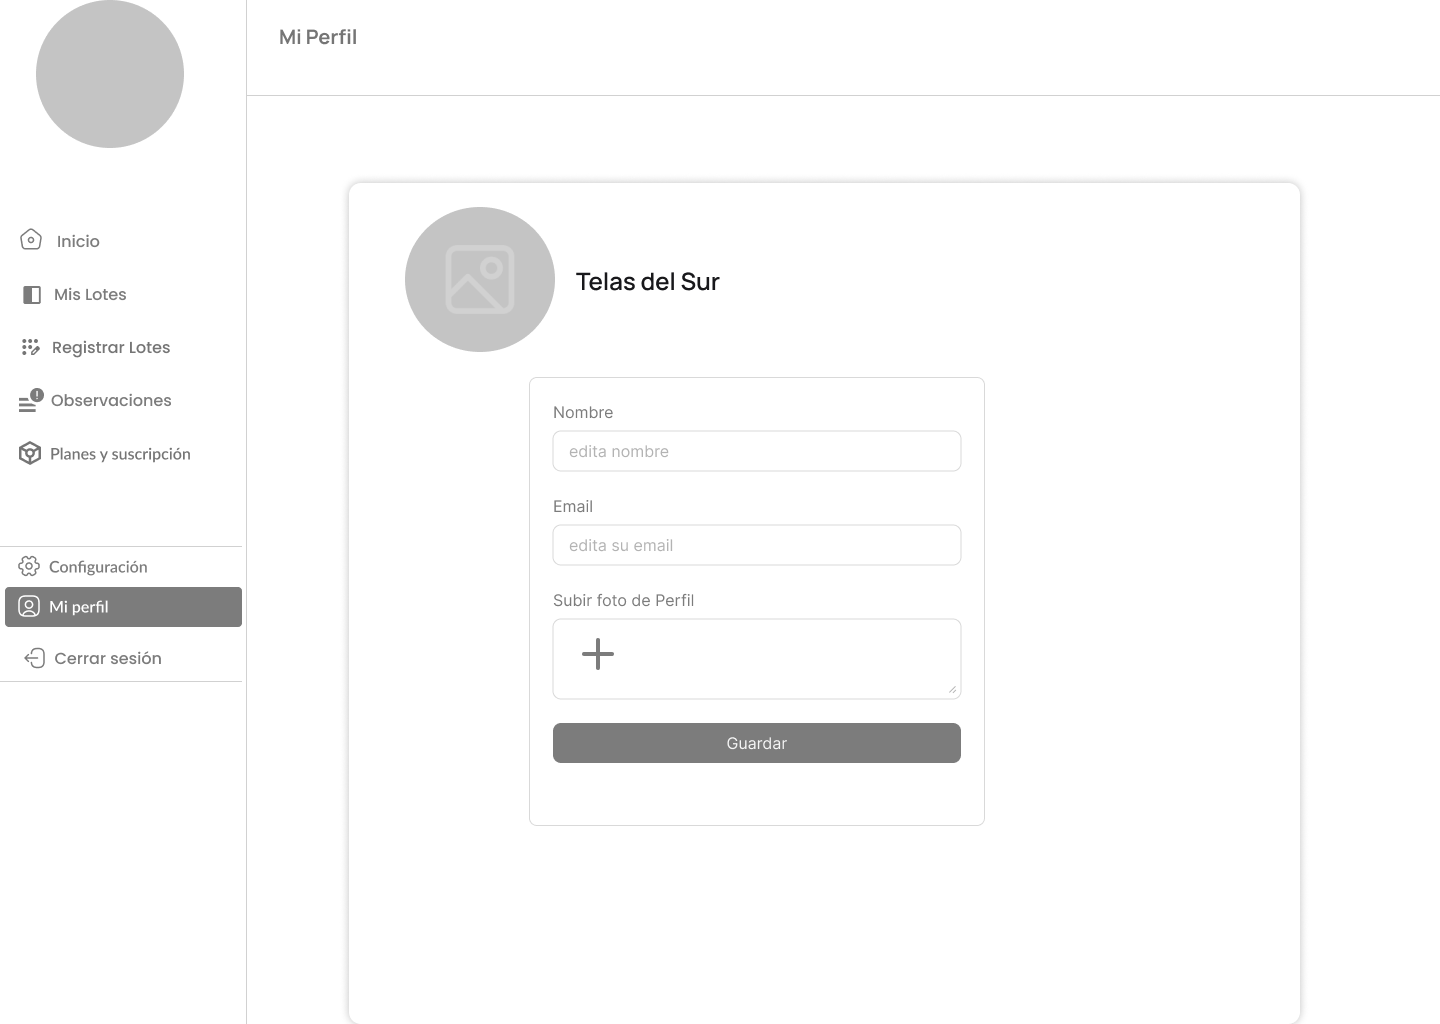 Mi Perfil
Inicio
Mis Lotes
Registrar Lotes
Observaciones
Planes y suscripción
Configuración
Mi perfil
Cerrar sesión
Telas del Sur
Nombre
edita nombre
Email
edita su email
Subir foto de Perfil
Guardar